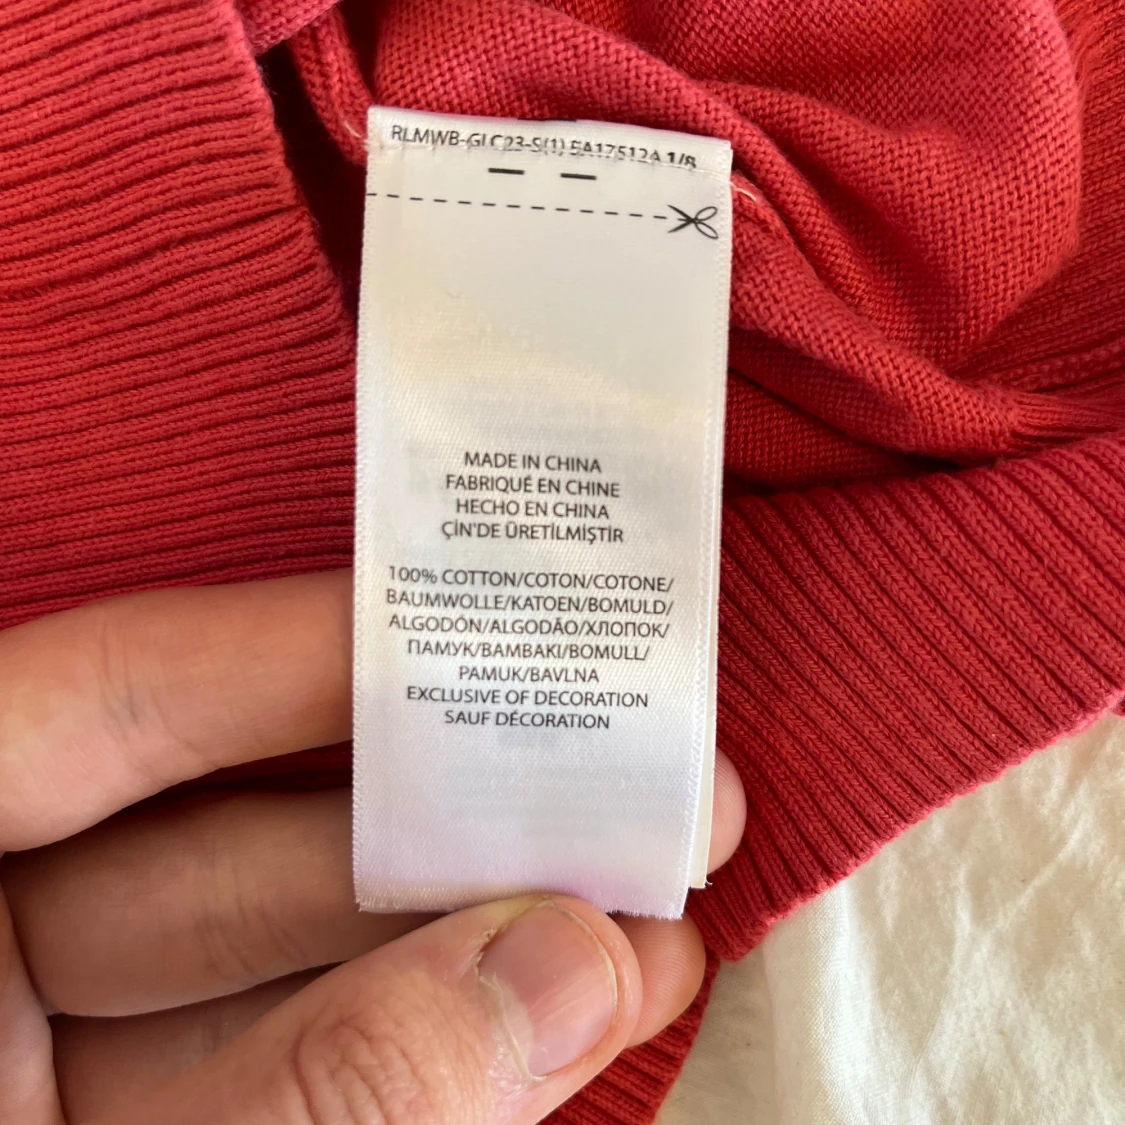 RLMWB-GLC23-S(1) EA17512A 1/8
MADE IN CHINA
FABRIQUÉ EN CHINE
HECHO EN CHINA
ÇİN'DE ÜRETİLMİŞTİR
100% COTTON/COTON/COTONE/
BAUMWOLLE/KATOEN/BOMULD/
ALGODÓN/ALGODÃO/ХЛОПОК/
ПАМУК/BAMBAKI/BOMULL/
PAMUK/BAVLNA
EXCLUSIVE OF DECORATION
SAUF DÉCORATION